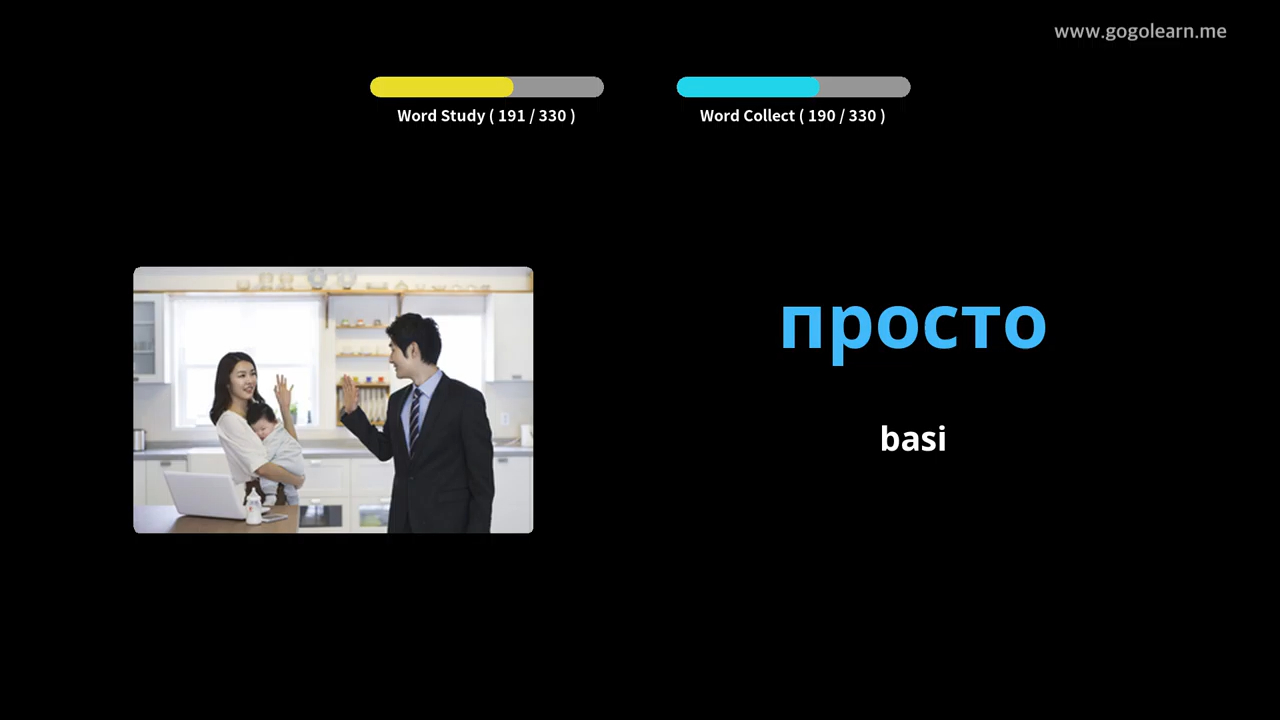 www.gogolearn.me
Word Study ( 191 / 330 )
Word Collect ( 190 / 330 )
просто
basi